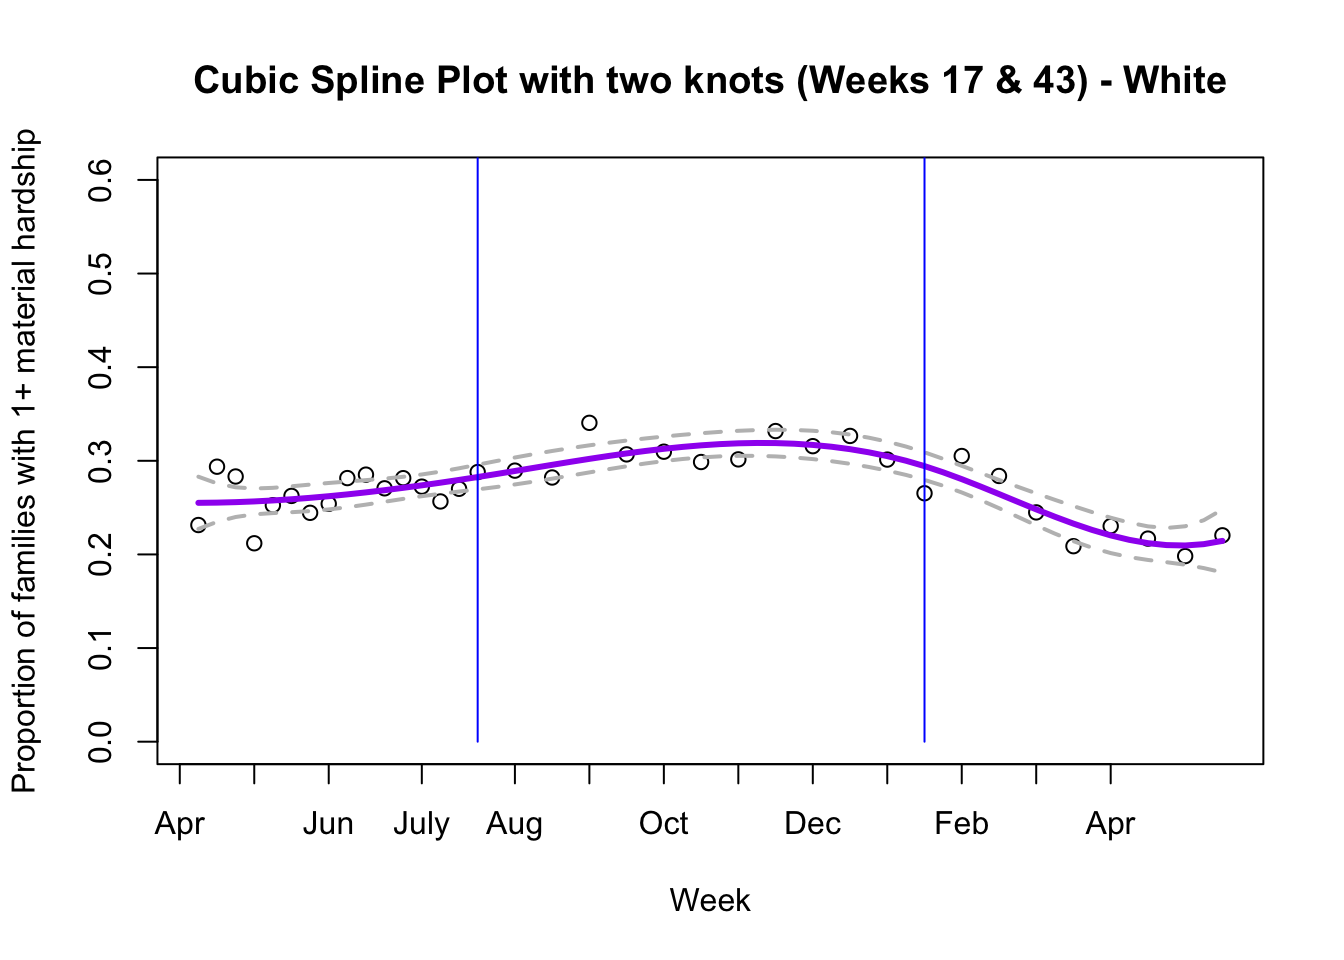 Cubic Spline Plot with two knots (Weeks 17 & 43) - White
Proportion of families with 1+ material hardship
0.6
0.5
0.4
0.3
0.2
0.1
0.0
Apr Jun July Aug Oct Dec Feb Apr
Week